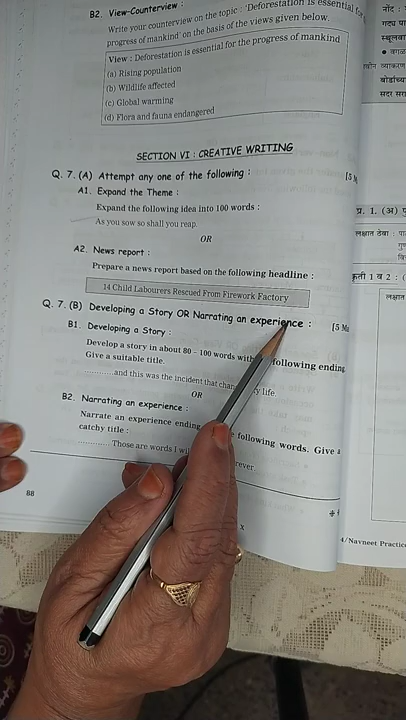 B2. View-Counterview :
Write your counterview on the topic : 'Deforestation is essential for
progress of mankind' on the basis of the views given below.
View : Deforestation is essential for the progress of mankind
(a) Rising population
(b) Wildlife affected
(c) Global warming
(d) Flora and fauna endangered
SECTION VI : CREATIVE WRITING
Q. 7. (A) Attempt any one of the following : [5 M
A1. Expand the Theme :
Expand the following idea into 100 words :
As you sow so shall you reap.
OR
A2. News report :
Prepare a news report based on the following headline :
14 Child Labourers Rescued From Firework Factory
Q. 7. (B) Developing a Story OR Narrating an experience : [5 Ma
B1. Developing a Story :
Develop a story in about 80 - 100 words with following ending
Give a suitable title.
............and this was the incident that life.
OR
B2. Narrating an experience :
Narrate an experience ending following words. Give a
catchy title :
............Those are words I
88
x
4/Navneet Practice
प्र. 1. (अ)
लक्षात ठेवा :
कृती 1 व 2 :
लक्षात